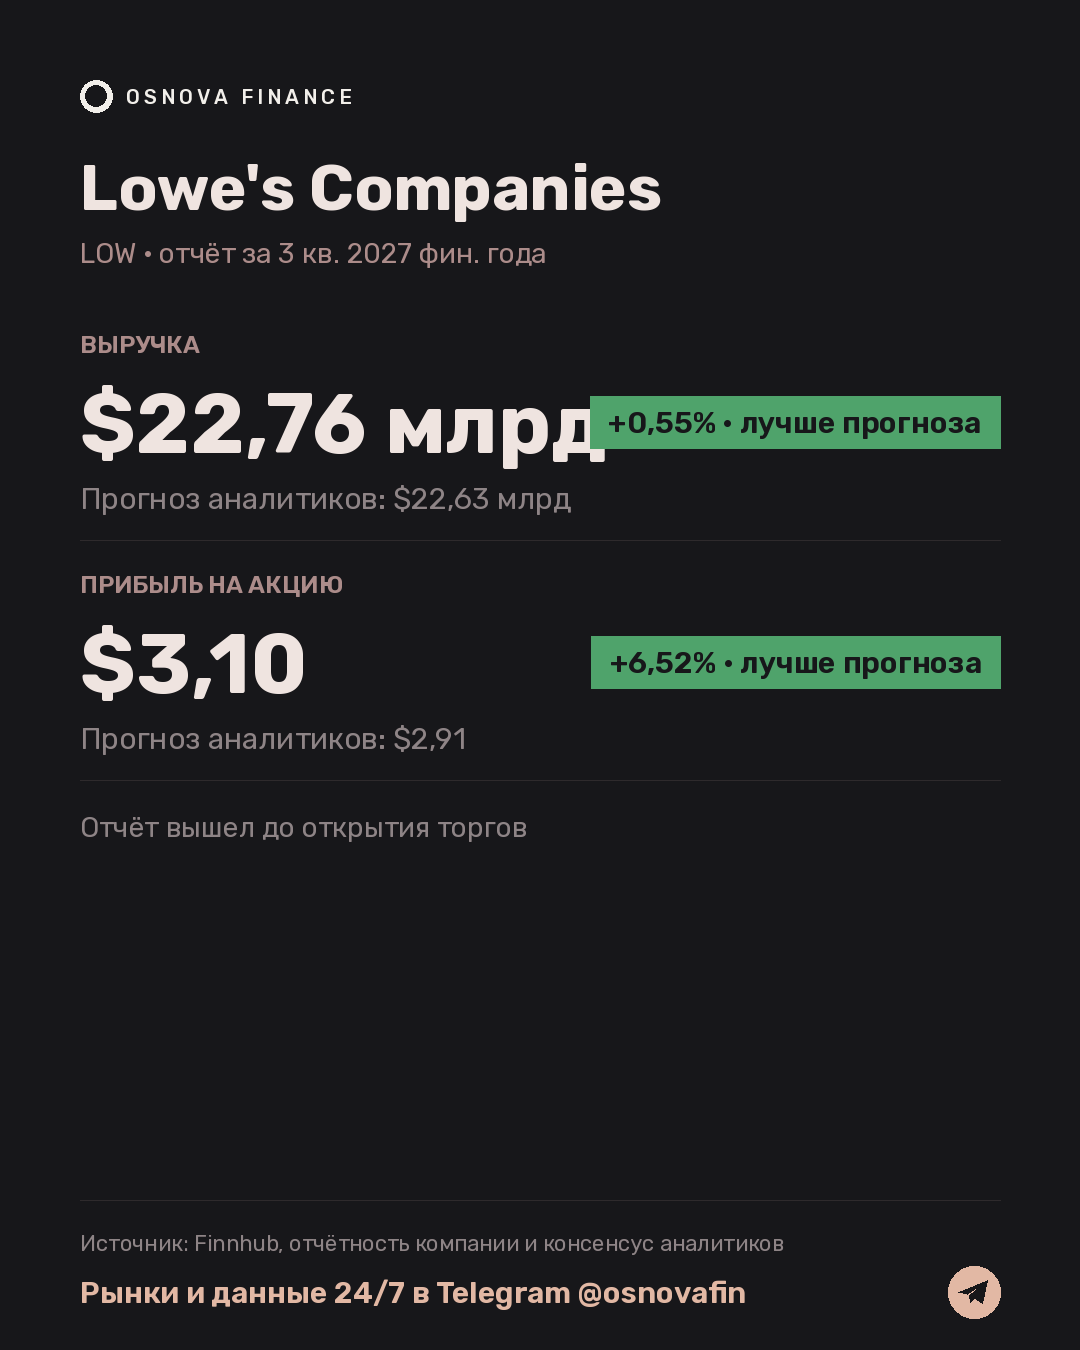 OSNOVA FINANCE
Lowe's Companies
LOW • отчёт за 3 кв. 2027 фин. года
ВЫРУЧКА
$22,76 млрд
+0,55% • лучше прогноза
Прогноз аналитиков: $22,63 млрд
ПРИБЫЛЬ НА АКЦИЮ
$3,10
+6,52% • лучше прогноза
Прогноз аналитиков: $2,91
Отчёт вышел до открытия торгов
Источник: Finnhub, отчётность компании и консенсус аналитиков
Рынки и данные 24/7 в Telegram @osnovafin